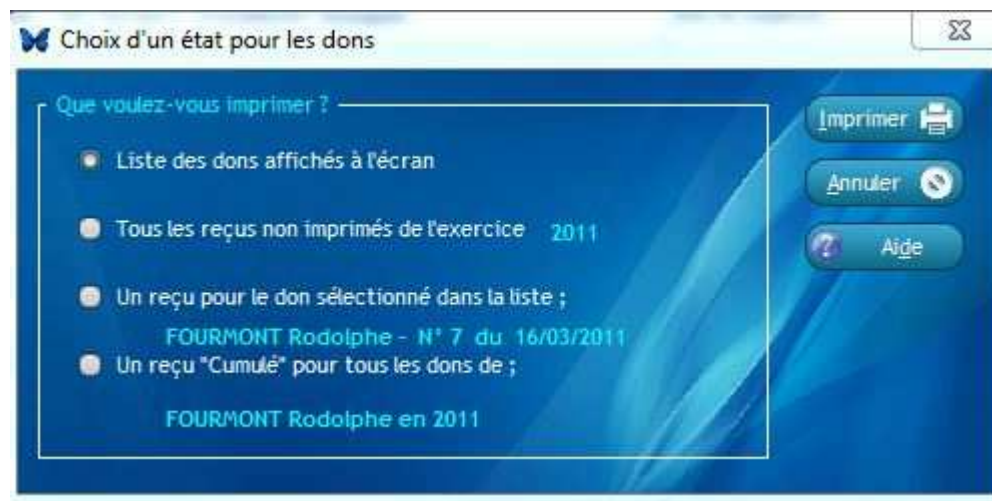 Choix d'un état pour les dons
Que voulez-vous imprimer ?
Imprimer
Liste des dons affichés à l'écran
Annuler
Tous les reçus non imprimés de l'exercice 2011
Aide
Un reçu pour le don sélectionné dans la liste ;
FOURMONT Rodolphe - N° 7 du 16/03/2011
Un reçu "Cumulé" pour tous les dons de ;
FOURMONT Rodolphe en 2011